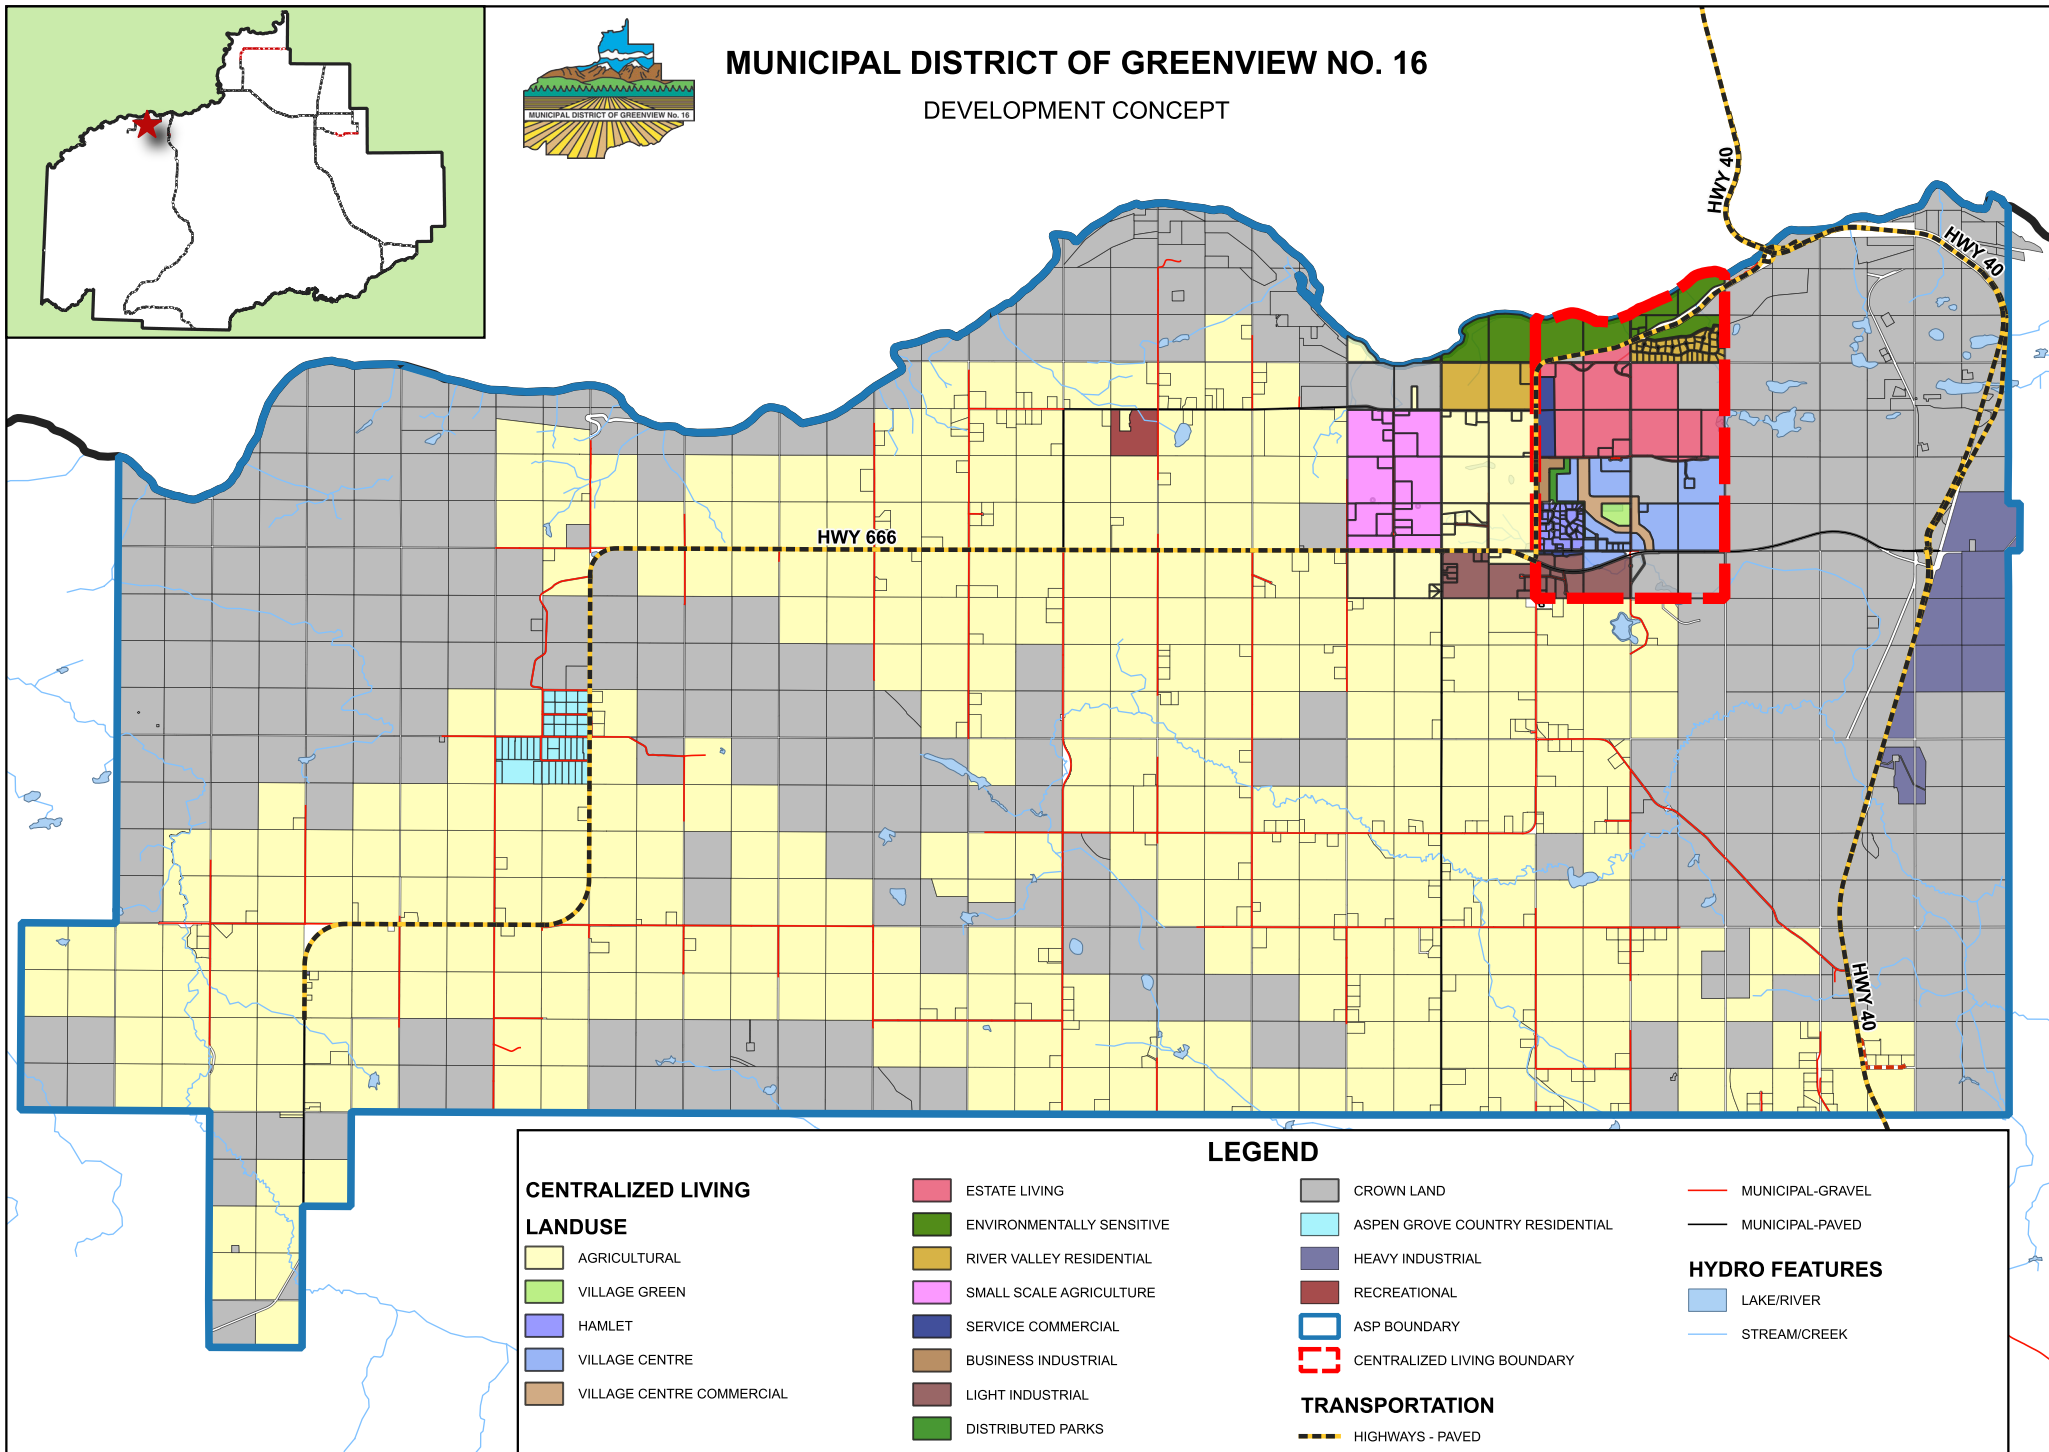 MUNICIPAL DISTRICT OF GREENVIEW NO. 16
DEVELOPMENT CONCEPT
MUNICIPAL DISTRICT OF GREENVIEW No. 16
HWY 40
HWY 40
HWY 666
HWY 40
LEGEND
CENTRALIZED LIVING
LANDUSE
AGRICULTURAL
VILLAGE GREEN
HAMLET
VILLAGE CENTRE
VILLAGE CENTRE COMMERCIAL
ESTATE LIVING
ENVIRONMENTALLY SENSITIVE
RIVER VALLEY RESIDENTIAL
SMALL SCALE AGRICULTURE
SERVICE COMMERCIAL
BUSINESS INDUSTRIAL
LIGHT INDUSTRIAL
DISTRIBUTED PARKS
CROWN LAND
ASPEN GROVE COUNTRY RESIDENTIAL
HEAVY INDUSTRIAL
RECREATIONAL
ASP BOUNDARY
CENTRALIZED LIVING BOUNDARY
TRANSPORTATION
HIGHWAYS - PAVED
MUNICIPAL-GRAVEL
MUNICIPAL-PAVED
HYDRO FEATURES
LAKE/RIVER
STREAM/CREEK